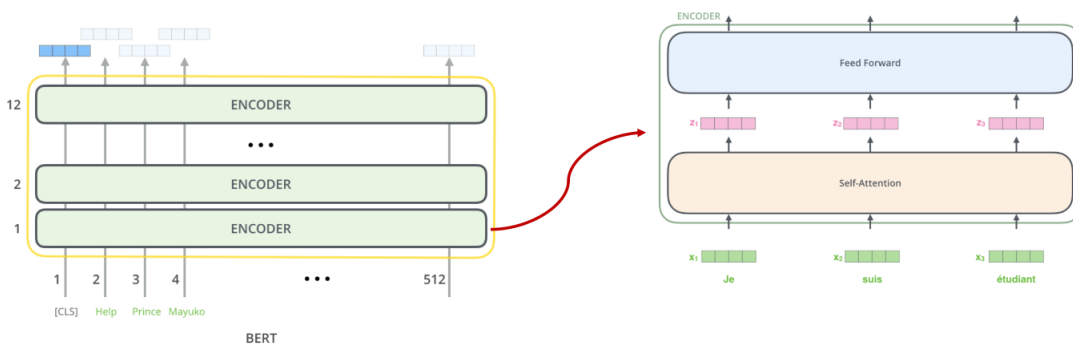 12 ENCODER
...
2 ENCODER
1 ENCODER
1 2 3 4 ... 512
[CLS] Help Prince Mayuko
BERT
ENCODER
Feed Forward
z₁ z₂ z₃
Self-Attention
x₁ x₂ x₃
Je suis étudiant